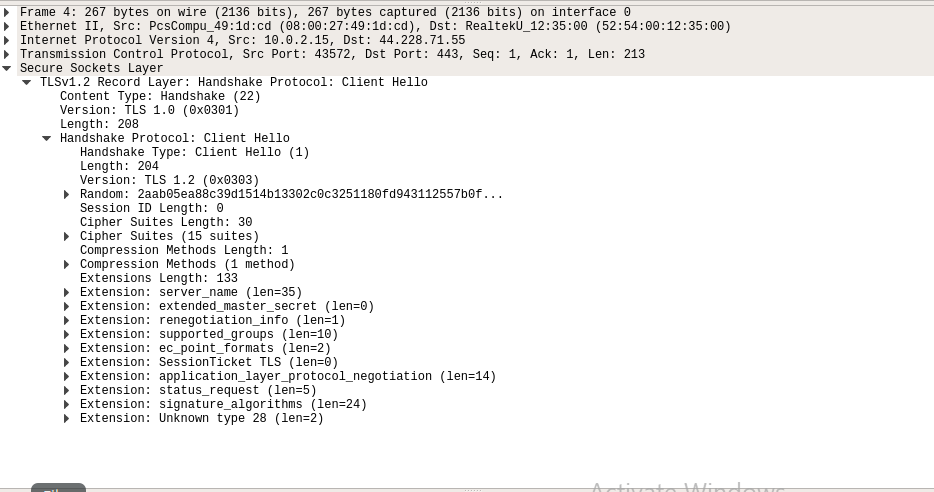 Frame 4: 267 bytes on wire (2136 bits), 267 bytes captured (2136 bits) on interface 0
Ethernet II, Src: PcsCompu_49:1d:cd (08:00:27:49:1d:cd), Dst: RealtekU_12:35:00 (52:54:00:12:35:00)
Internet Protocol Version 4, Src: 10.0.2.15, Dst: 44.228.71.55
Transmission Control Protocol, Src Port: 43572, Dst Port: 443, Seq: 1, Ack: 1, Len: 213
Secure Sockets Layer
TLSv1.2 Record Layer: Handshake Protocol: Client Hello
Content Type: Handshake (22)
Version: TLS 1.0 (0x0301)
Length: 208
Handshake Protocol: Client Hello
Handshake Type: Client Hello (1)
Length: 204
Version: TLS 1.2 (0x0303)
Random: 2aab05ea88c39d1514b13302c0c3251180fd943112557b0f...
Session ID Length: 0
Cipher Suites Length: 30
Cipher Suites (15 suites)
Compression Methods Length: 1
Compression Methods (1 method)
Extensions Length: 133
Extension: server_name (len=35)
Extension: extended_master_secret (len=0)
Extension: renegotiation_info (len=1)
Extension: supported_groups (len=10)
Extension: ec_point_formats (len=2)
Extension: SessionTicket TLS (len=0)
Extension: application_layer_protocol_negotiation (len=14)
Extension: status_request (len=5)
Extension: signature_algorithms (len=24)
Extension: Unknown type 28 (len=2)
Activate Windows